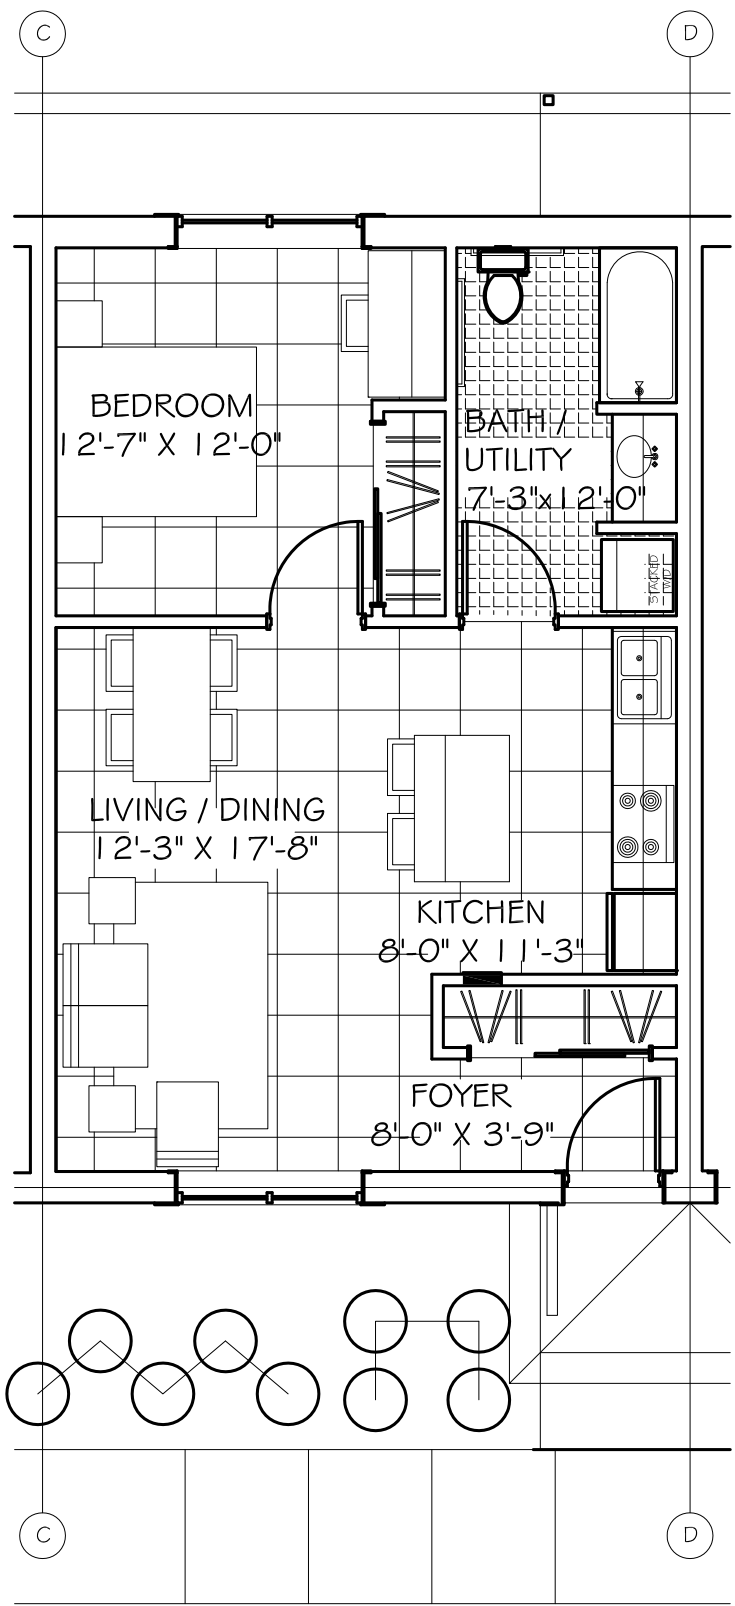 C
D
BEDROOM
12'-7" X 12'-0"
BATH /
UTILITY
7'-3"x12'-0"
STACKED
W/D
LIVING / DINING
12'-3" X 17'-8"
KITCHEN
8'-0" X 11'-3"
FOYER
8'-0" X 3'-9"
C
D